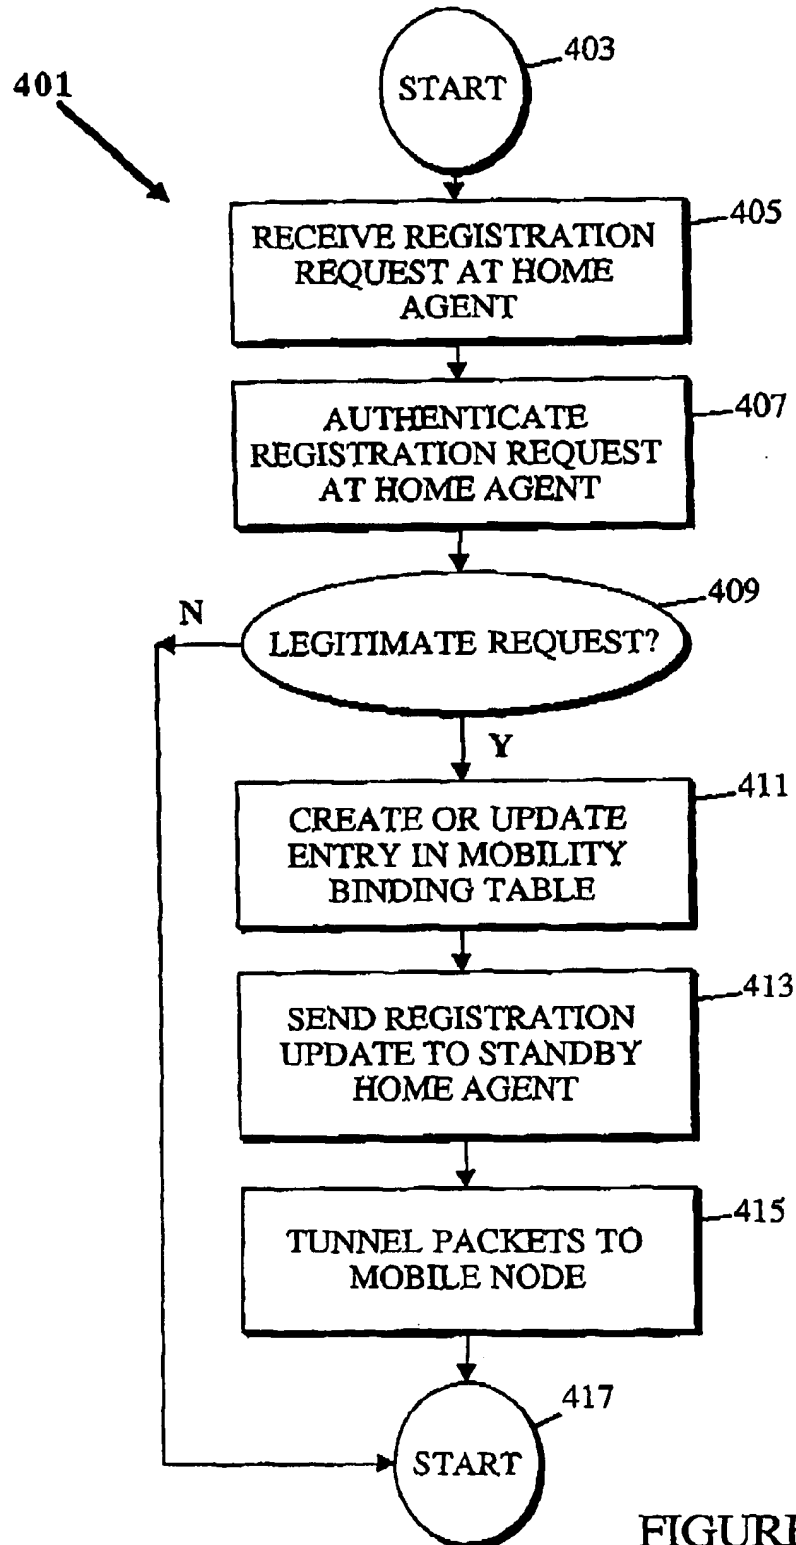 403
START
401
405
RECEIVE REGISTRATION
REQUEST AT HOME
AGENT
407
AUTHENTICATE
REGISTRATION REQUEST
AT HOME AGENT
409
N
LEGITIMATE REQUEST?
Y
411
CREATE OR UPDATE
ENTRY IN MOBILITY
BINDING TABLE
413
SEND REGISTRATION
UPDATE TO STANDBY
HOME AGENT
415
TUNNEL PACKETS TO
MOBILE NODE
417
START
FIGURE